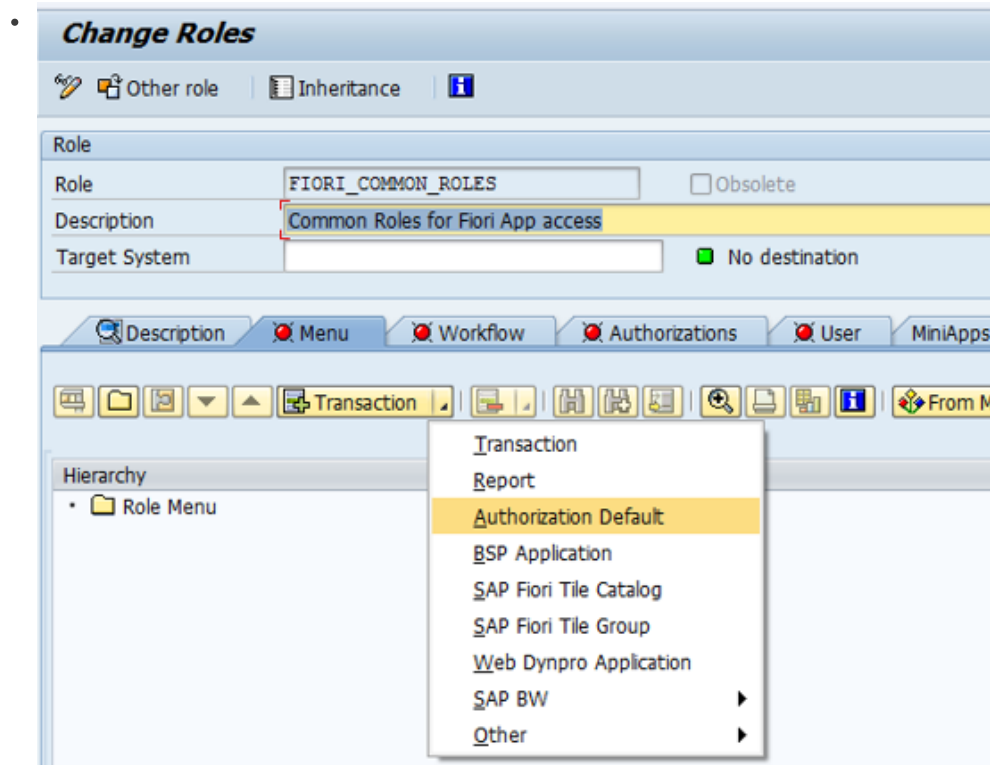 Change Roles
Other role Inheritance
Role
Role FIORI_COMMON_ROLES Obsolete
Description Common Roles for Fiori App access
Target System No destination
Description Menu Workflow Authorizations User MiniApps
Transaction From M
Hierarchy
Role Menu
Transaction
Report
Authorization Default
BSP Application
SAP Fiori Tile Catalog
SAP Fiori Tile Group
Web Dynpro Application
SAP BW
Other